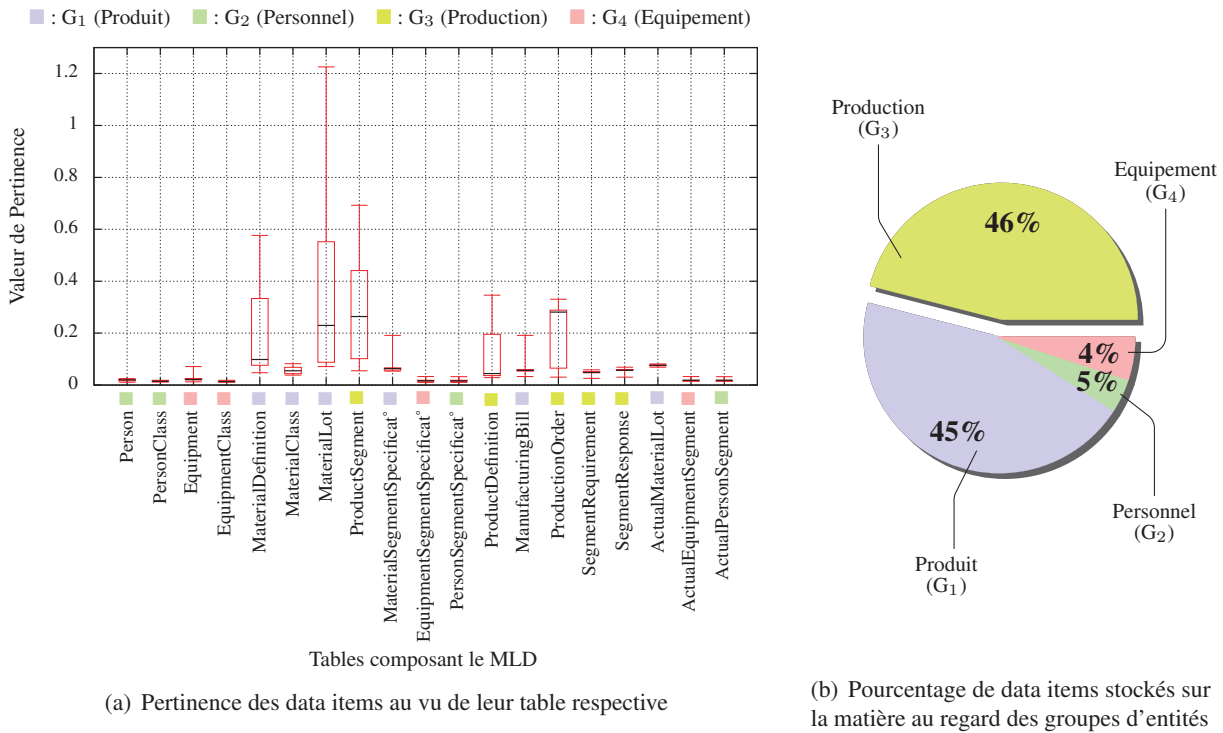 : G₁ (Produit) : G₂ (Personnel) : G₃ (Production) : G₄ (Equipement)
Valeur de Pertinence
1.2
1
0.8
0.6
0.4
0.2
0
Person
PersonClass
Equipment
EquipmentClass
MaterialDefinition
MaterialClass
MaterialLot
ProductSegment
MaterialSegmentSpecificat°
EquipmentSegmentSpecificat°
PersonSegmentSpecificat°
ProductDefinition
ManufacturingBill
ProductionOrder
SegmentRequirement
SegmentResponse
ActualMaterialLot
ActualEquipmentSegment
ActualPersonSegment
Tables composant le MLD
(a) Pertinence des data items au vu de leur table respective
Production
(G₃)
Equipement
(G₄)
46%
4%
5%
45%
Personnel
(G₂)
Produit
(G₁)
(b) Pourcentage de data items stockés sur
la matière au regard des groupes d'entités